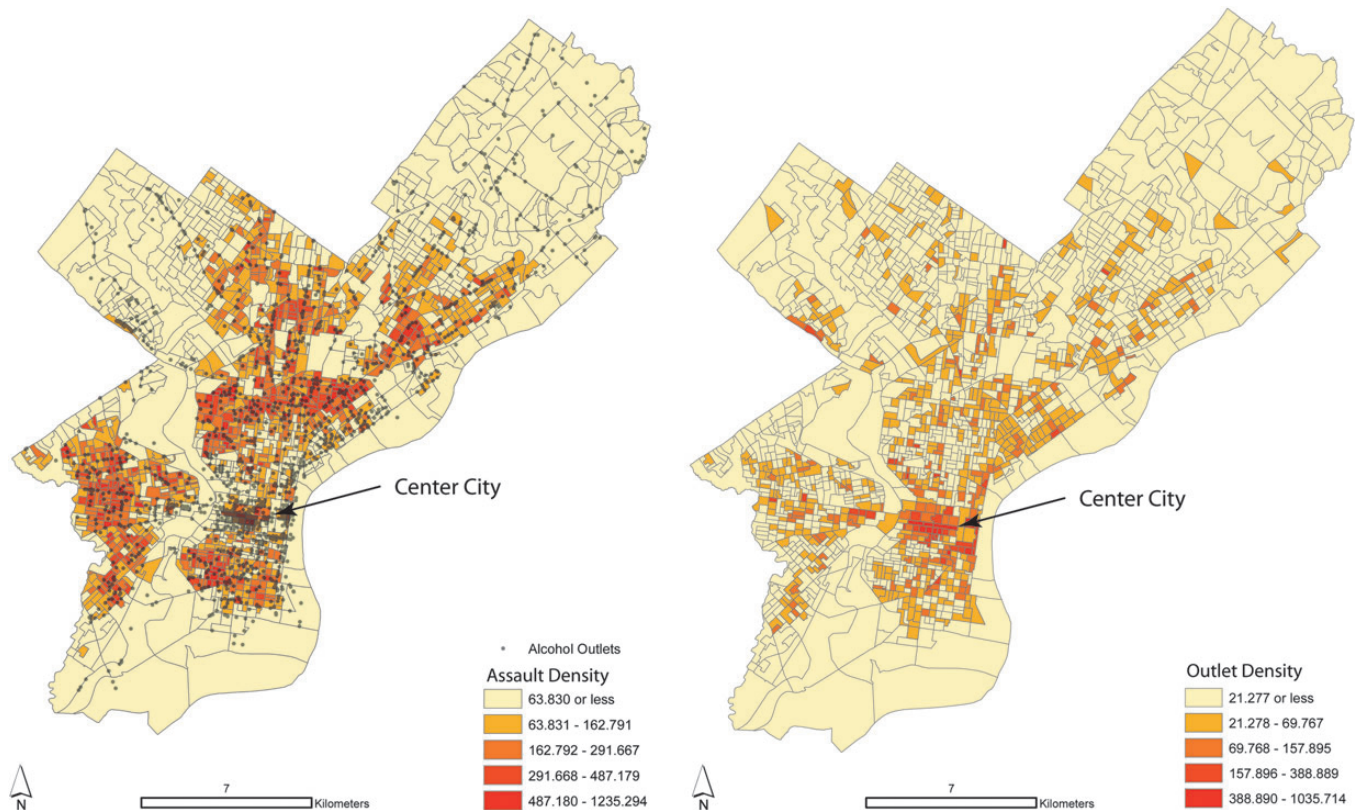 Center City
Alcohol Outlets
Assault Density
63.830 or less
63.831 - 162.791
162.792 - 291.667
291.668 - 487.179
487.180 - 1235.294
7
Kilometers
N
Center City
Outlet Density
21.277 or less
21.278 - 69.767
69.768 - 157.895
157.896 - 388.889
388.890 - 1035.714
7
Kilometers
N